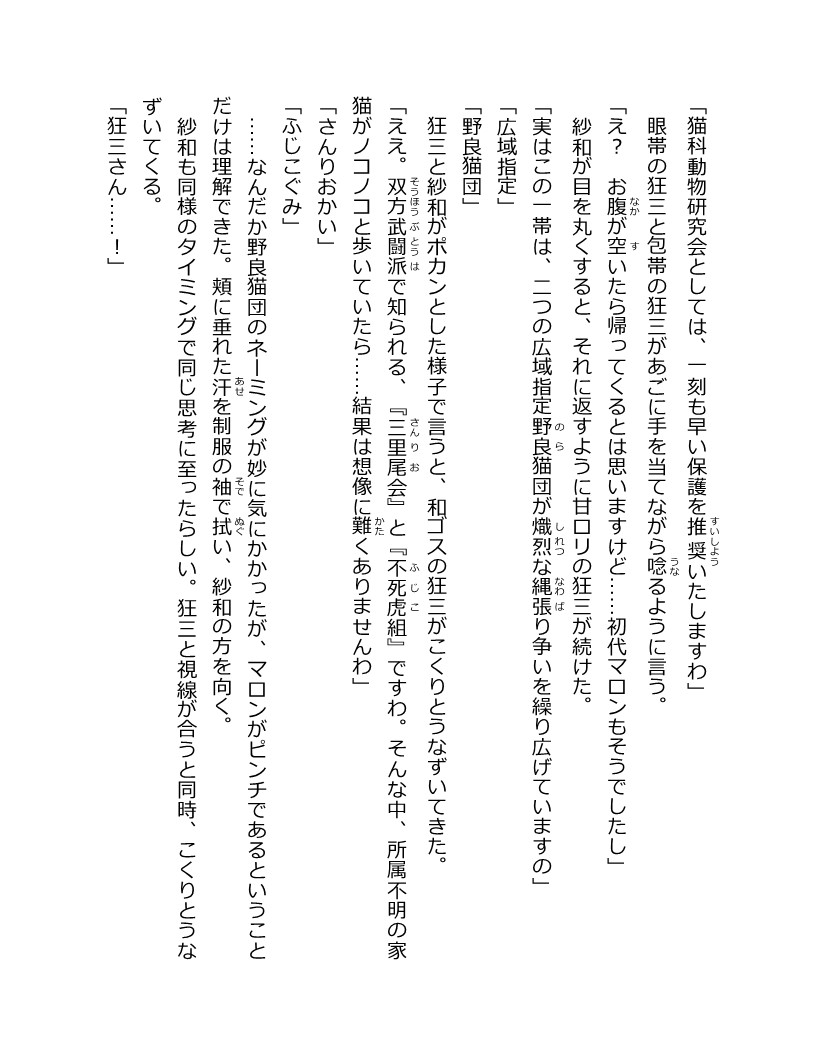 「猫科動物研究会としては、一刻も早い保護を推奨いたしますわ」
眼帯の狂三と包帯の狂三があごに手を当てながら唸るように言う。
「え？　お腹が空いたら帰ってくるとは思いますけど……初代マロンもそうでしたし」
紗和が目を丸くすると、それに返すように甘ロリの狂三が続けた。
「実はこの一帯は、二つの広域指定野良猫団が熾烈な縄張り争いを繰り広げていますの」
「広域指定」
「野良猫団」
狂三と紗和がポカンとした様子で言うと、和ゴスの狂三がこくりとうなずいてきた。
「ええ。双方武闘派で知られる、『三里尾会』と『不死虎組』ですわ。そんな中、所属不明の家
猫がノコノコと歩いていたら……結果は想像に難くありませんわ」
「さんりおかい」
「ふじこぐみ」
……なんだか野良猫団のネーミングが妙に気にかかったが、マロンがピンチであるということ
だけは理解できた。頬に垂れた汗を制服の袖で拭い、紗和の方を向く。
紗和も同様のタイミングで同じ思考に至ったらしい。狂三と視線が合うと同時、こくりとうな
ずいてくる。
「狂三さん……！」